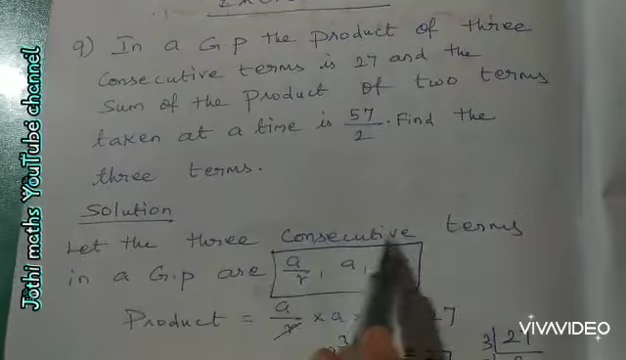 9) In a G.p the product of three
Consecutive terms is 27 and the
Sum of the product of two terms
taken at a time is 57/2. Find the
three terms.
Solution
Let the three Consecutive terms
in a G.p are a/r, a,
Product = a/r × a ×
3 27
Jothi maths YouTube channel
VIVAVIDEO